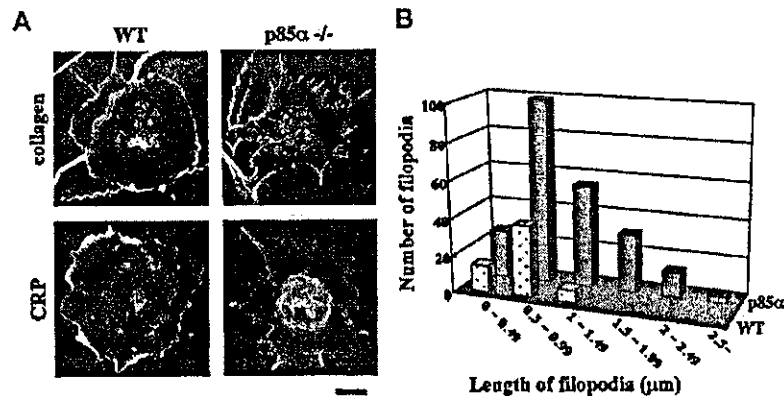 A
WT
p85α -/-
collagen
CRP
B
Number of filopodia
100
80
60
40
20
0
0 - 0.49
0.5 - 0.99
1 - 1.49
1.5 - 1.99
2 - 2.49
2.5-
p85α
WT
Length of filopodia (μm)